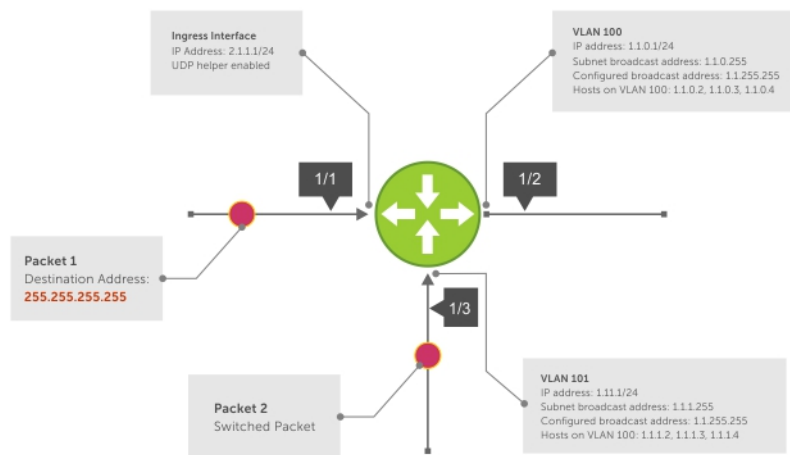 Ingress Interface
IP Address: 2.1.1.1/24
UDP helper enabled
VLAN 100
IP address: 1.1.0.1/24
Subnet broadcast address: 1.1.0.255
Configured broadcast address: 1.1.255.255
Hosts on VLAN 100: 1.1.0.2, 1.1.0.3, 1.1.0.4
1/1
1/2
Packet 1
Destination Address:
255.255.255.255
1/3
Packet 2
Switched Packet
VLAN 101
IP address: 1.11.1/24
Subnet broadcast address: 1.1.1.255
Configured broadcast address: 1.1.255.255
Hosts on VLAN 100: 1.1.1.2, 1.1.1.3, 1.1.1.4